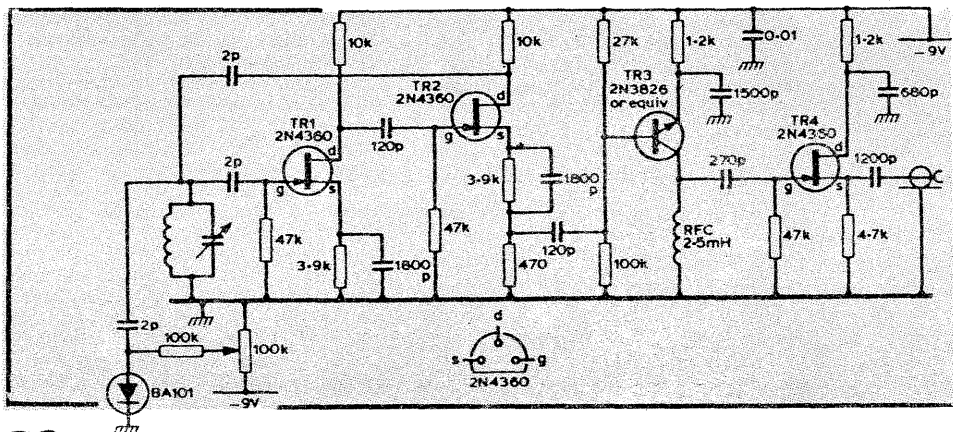 10k
10k
27k
1·2k
0·01
1·2k
-9V
2p
TR3
2N3826
or equiv
TR2
2N4360
1500p
680p
TR1
2N4360
TR4
2N4360
d
d
d
120p
g
s
2p
270p
1200p
g
s
g
s
3·9k
1800
p
RFC
2·5mH
47k
47k
120p
47k
4·7k
3·9k
1800
p
470
100k
2p
100k
100k
d
s
g
2N4360
BA101
-9V